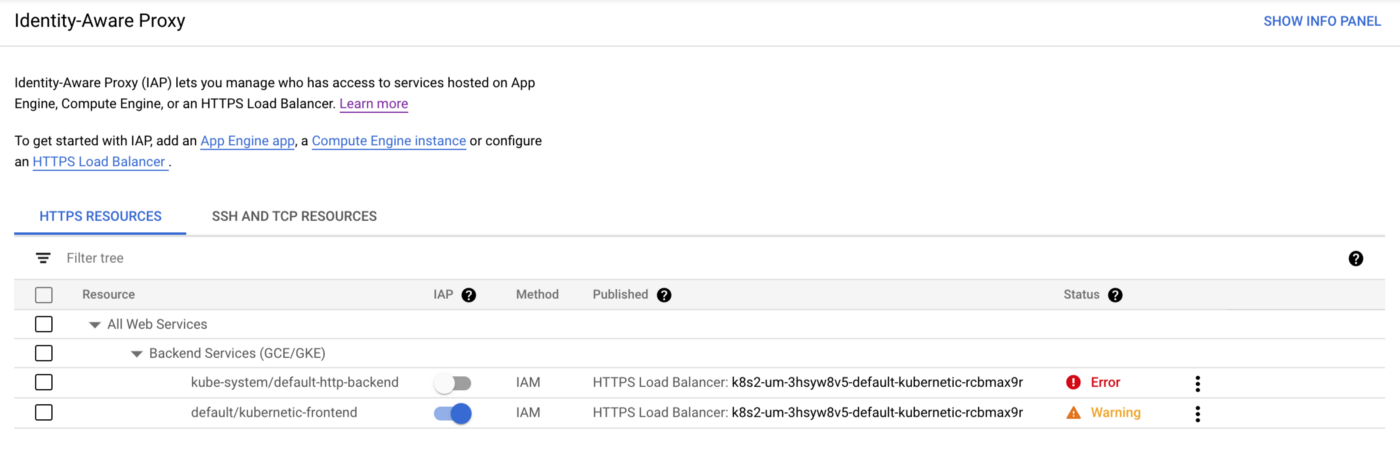 Identity-Aware Proxy
SHOW INFO PANEL
Identity-Aware Proxy (IAP) lets you manage who has access to services hosted on App
Engine, Compute Engine, or an HTTPS Load Balancer. Learn more
To get started with IAP, add an App Engine app, a Compute Engine instance or configure
an HTTPS Load Balancer .
HTTPS RESOURCES SSH AND TCP RESOURCES
Filter tree
Resource IAP Method Published Status
All Web Services
Backend Services (GCE/GKE)
kube-system/default-http-backend IAM HTTPS Load Balancer: k8s2-um-3hsyw8v5-default-kubernetic-rcbmax9r Error
default/kubernetic-frontend IAM HTTPS Load Balancer: k8s2-um-3hsyw8v5-default-kubernetic-rcbmax9r Warning